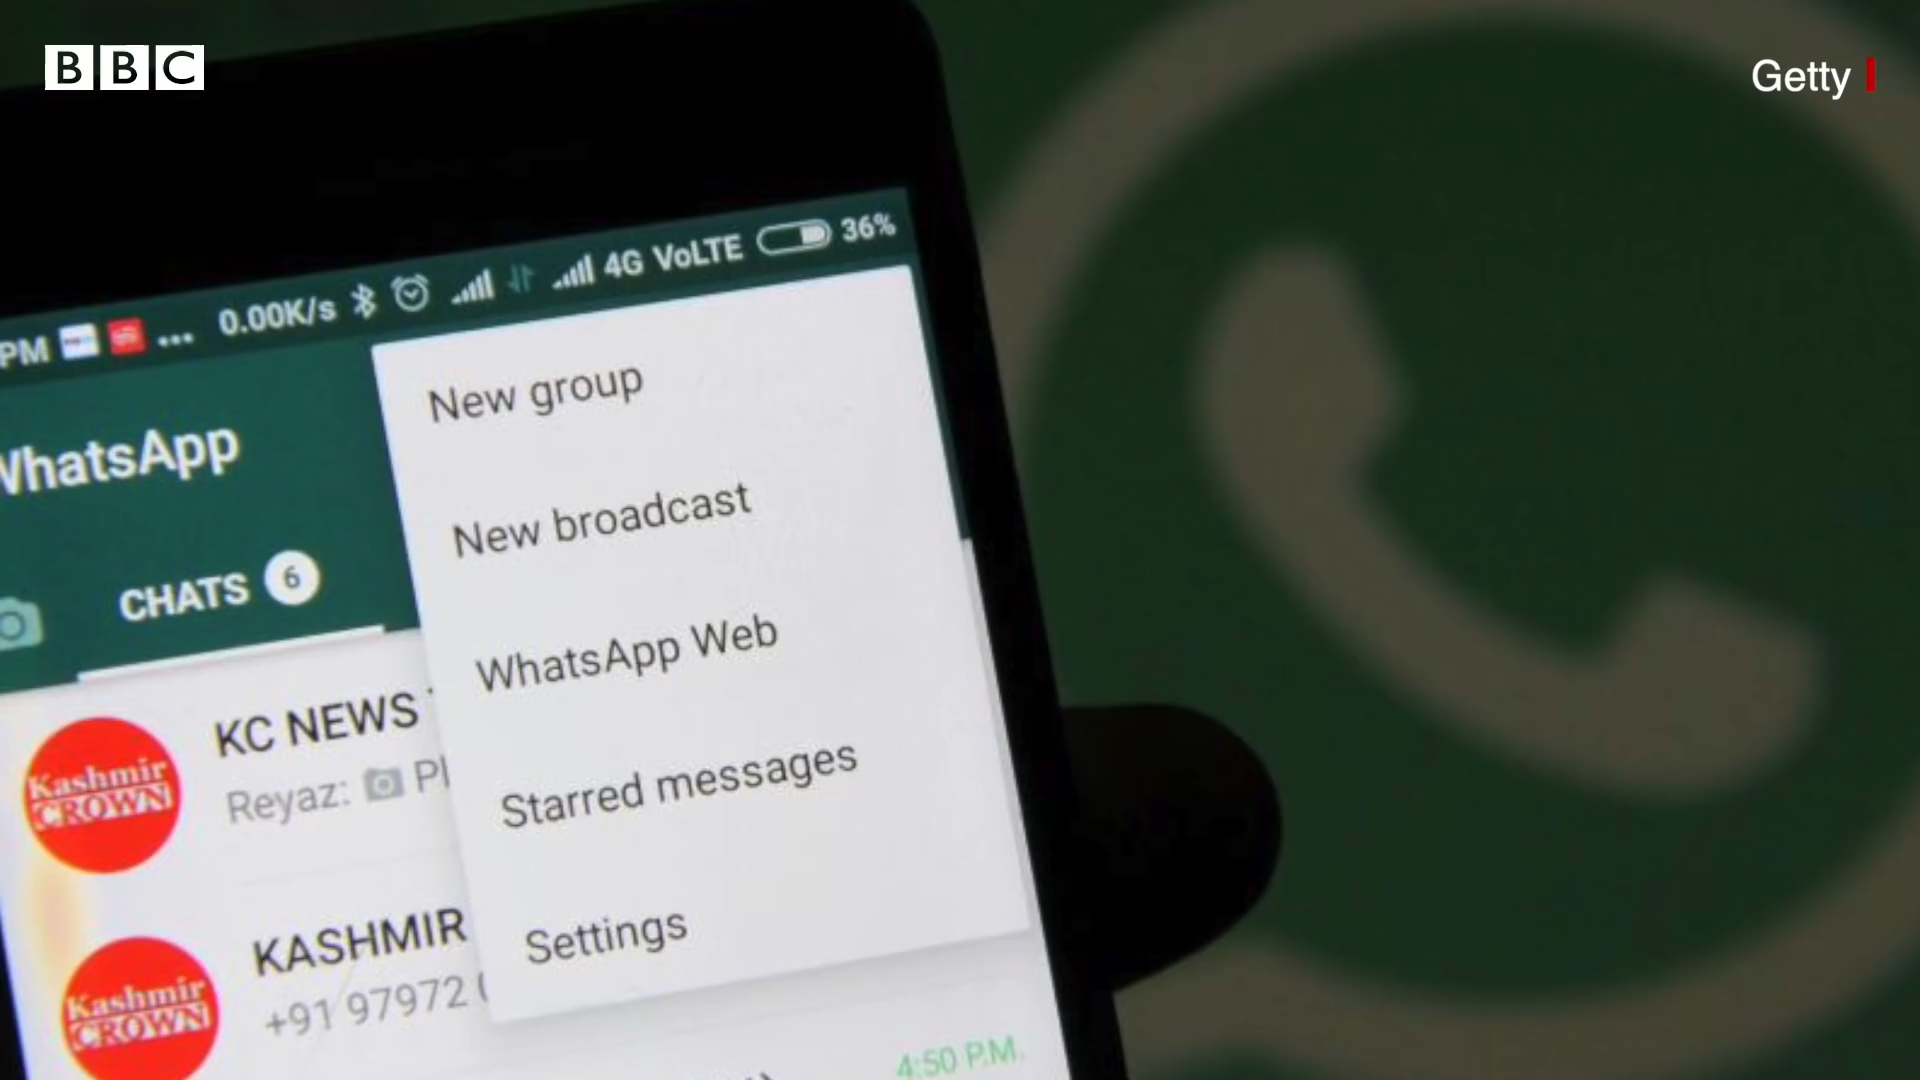 BBC
Getty
PM ... 0.00K/s 4G VoLTE 36%
WhatsApp
CHATS 6
New group
New broadcast
WhatsApp Web
Starred messages
Settings
Kashmir
CROWN
KC NEWS
Reyaz:
Kashmir
CROWN
KASHMIR
+91 97972
4:50 P.M.